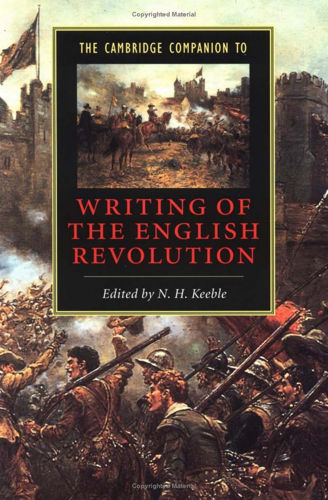 Copyrighted Material
THE CAMBRIDGE COMPANION TO
WRITING OF
THE ENGLISH
REVOLUTION
Edited by N. H. Keeble
Copyrighted Material